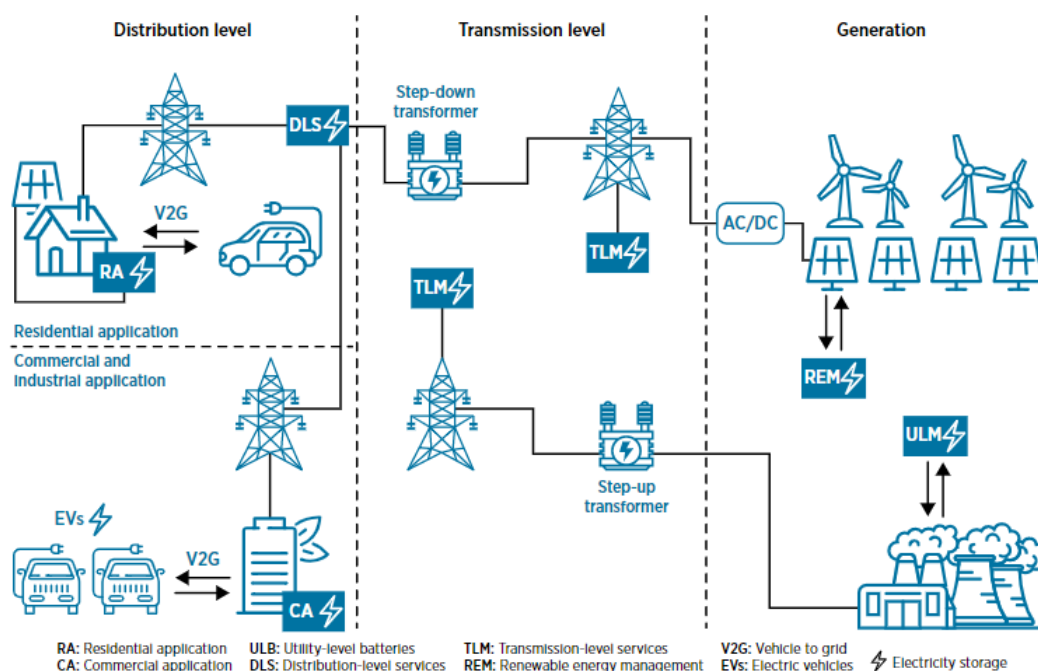 Distribution level
Transmission level
Generation
Step-down
transformer
DLS
V2G
RA
TLM
TLM
AC/DC
REM
Residential application
Commercial and
industrial application
ULM
Step-up
transformer
EVs
V2G
CA
RA: Residential application
ULB: Utility-level batteries
TLM: Transmission-level services
V2G: Vehicle to grid
CA: Commercial application
DLS: Distribution-level services
REM: Renewable energy management
EVs: Electric vehicles
Electricity storage